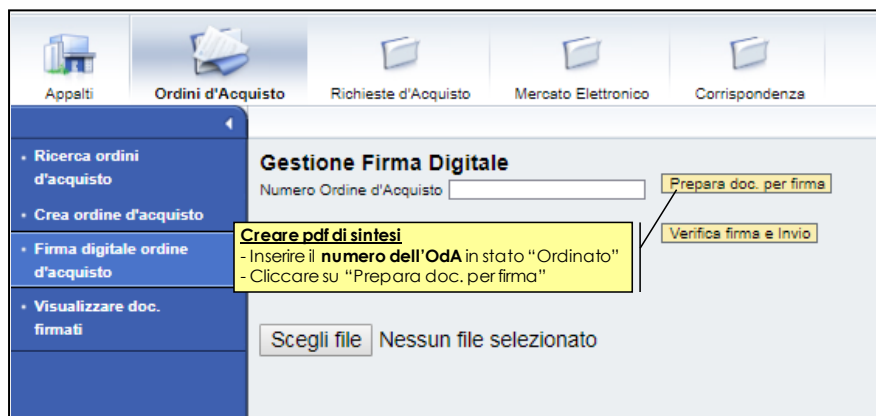 Appalti
Ordini d'Acquisto
Richieste d'Acquisto
Mercato Elettronico
Corrispondenza
Ricerca ordini
d'acquisto
Crea ordine d'acquisto
Firma digitale ordine
d'acquisto
Visualizzare doc.
firmati
Gestione Firma Digitale
Numero Ordine d'Acquisto
Prepara doc. per firma
Verifica firma e Invio
Creare pdf di sintesi
- Inserire il numero dell'OdA in stato “Ordinato”
- Cliccare su “Prepara doc. per firma”
Scegli file Nessun file selezionato